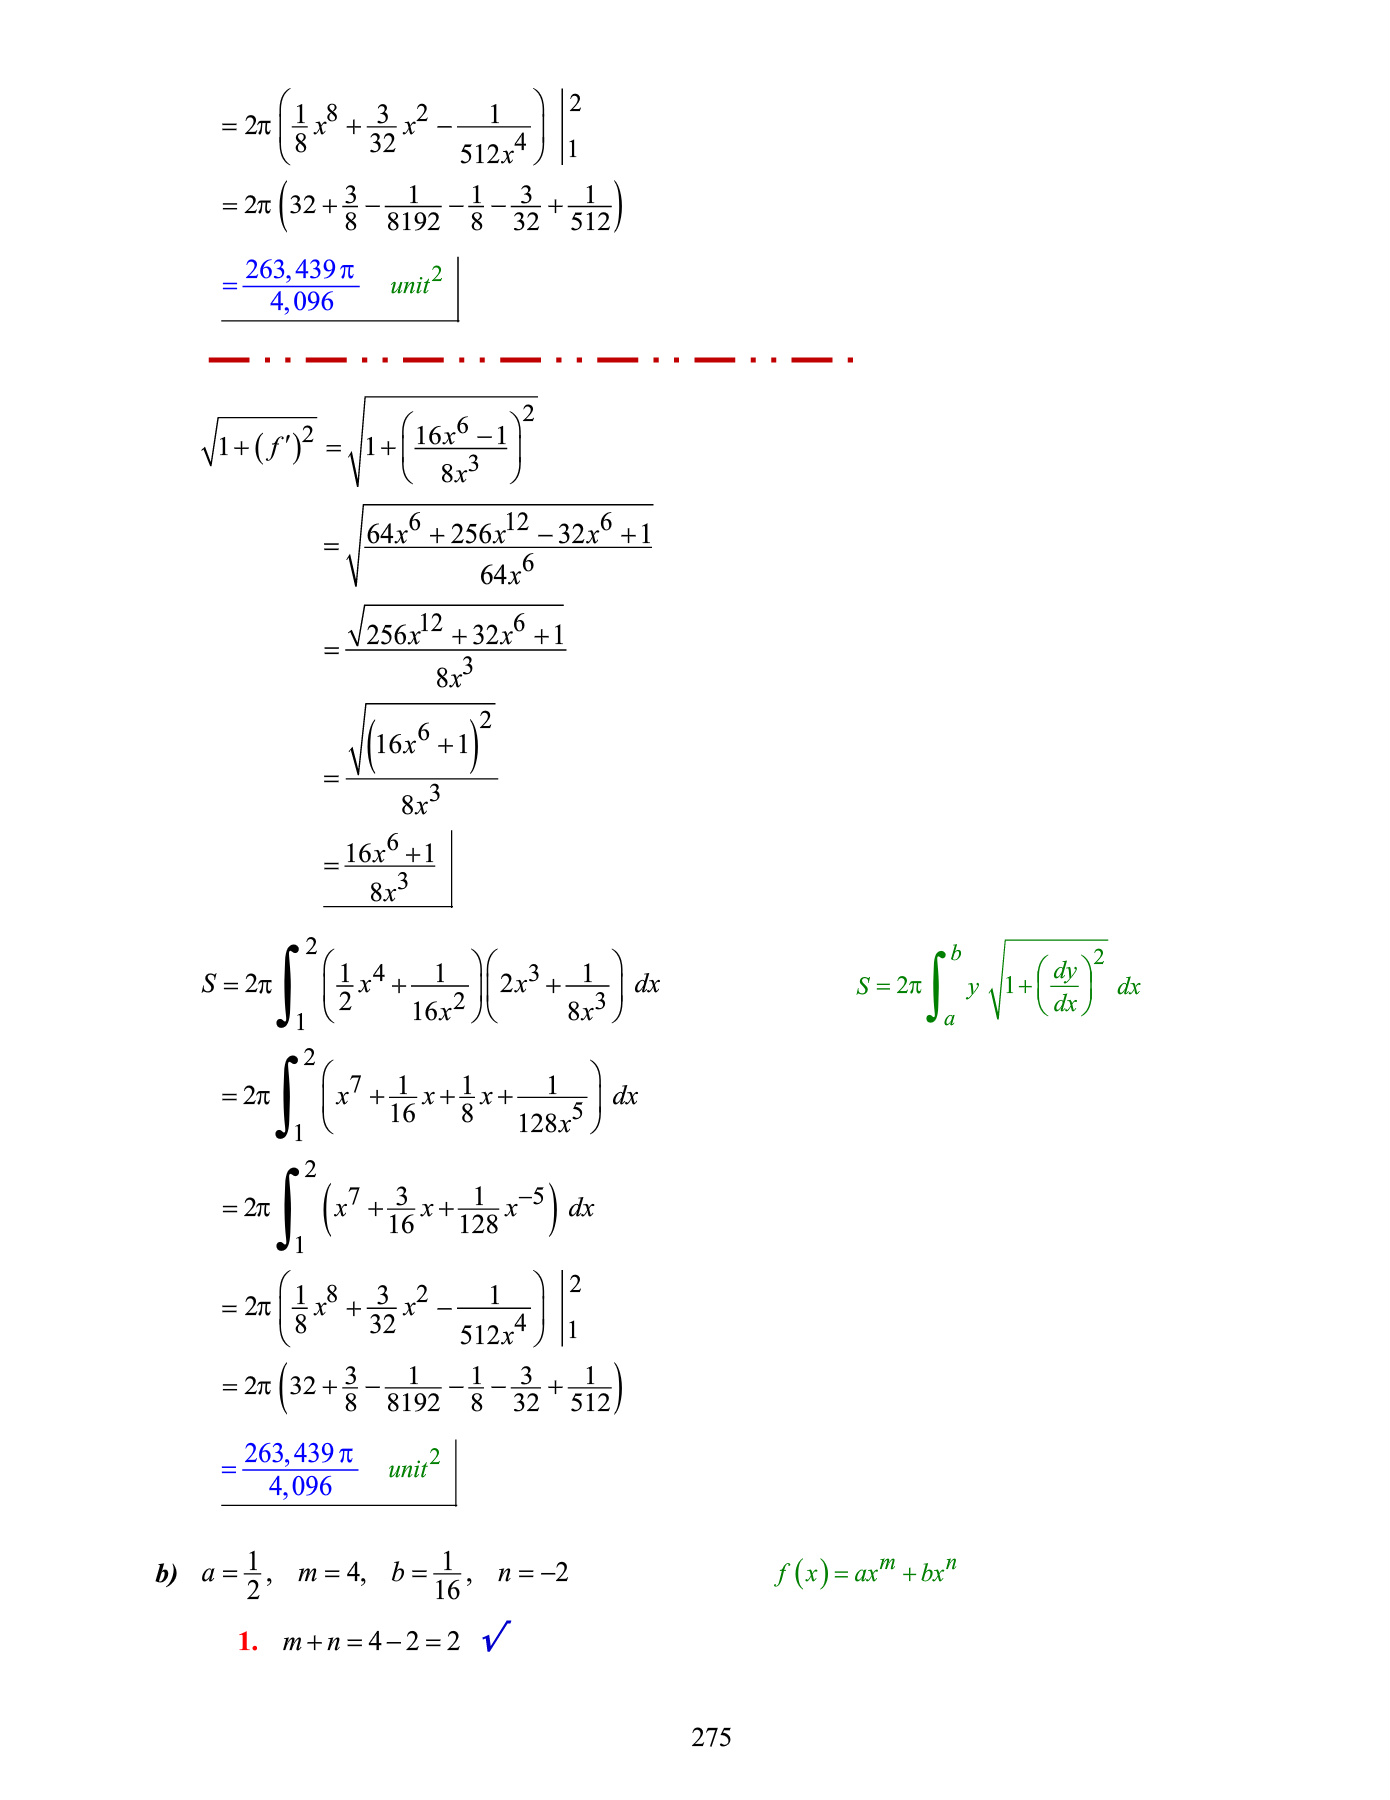 = 2π (1/8 x^8 + 3/32 x^2 − 1/(512x^4)) |_1^2
= 2π (32 + 3/8 − 1/8192 − 1/8 − 3/32 + 1/512)
= 263,439 π / 4,096 unit^2
√(1 + (f′)^2) = √(1 + ((16x^6 − 1)/(8x^3))^2)
= √((64x^6 + 256x^12 − 32x^6 + 1)/(64x^6))
= √(256x^12 + 32x^6 + 1)/(8x^3)
= √((16x^6 + 1)^2)/(8x^3)
= (16x^6 + 1)/(8x^3)
S = 2π ∫_1^2 (1/2 x^4 + 1/(16x^2))(2x^3 + 1/(8x^3)) dx S = 2π ∫_a^b y √(1 + (dy/dx)^2) dx
= 2π ∫_1^2 (x^7 + 1/16 x + 1/8 x + 1/(128x^5)) dx
= 2π ∫_1^2 (x^7 + 3/16 x + 1/128 x^−5) dx
= 2π (1/8 x^8 + 3/32 x^2 − 1/(512x^4)) |_1^2
= 2π (32 + 3/8 − 1/8192 − 1/8 − 3/32 + 1/512)
= 263,439 π / 4,096 unit^2
b) a = 1/2, m = 4, b = 1/16, n = −2 f(x) = ax^m + bx^n
1. m + n = 4 − 2 = 2 √
275